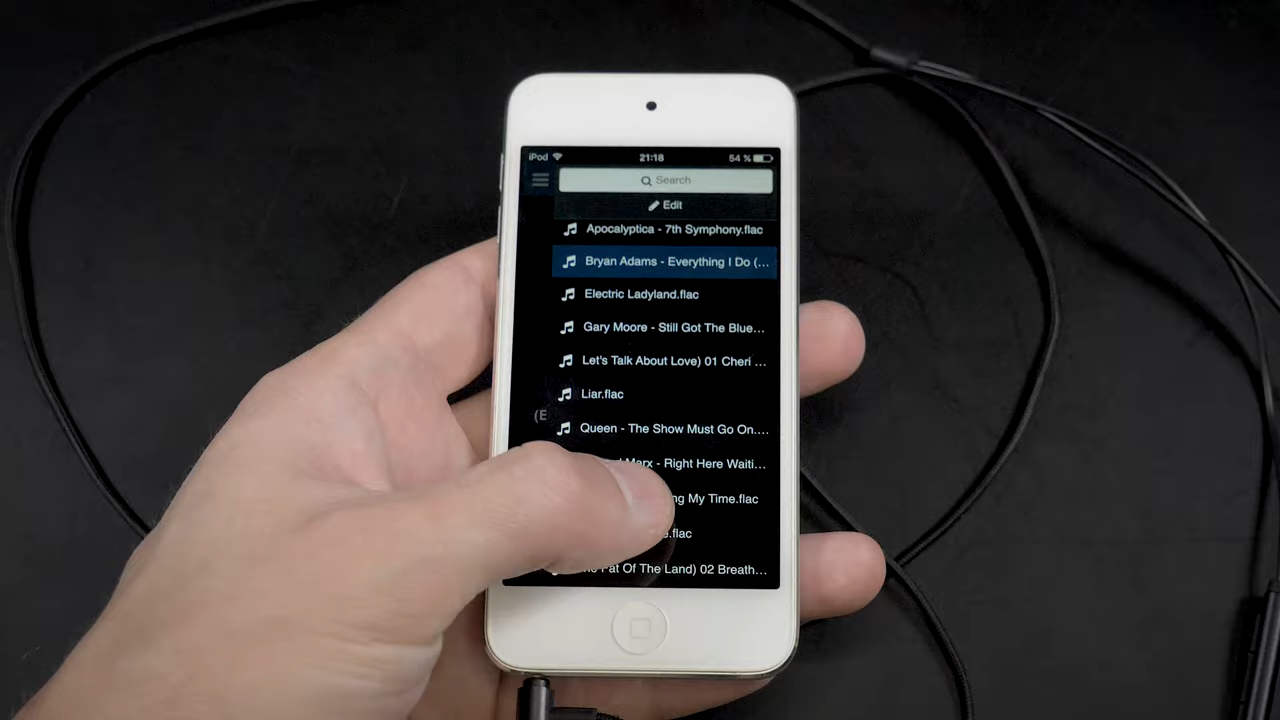 iPod 21:18 54 %
Search
Edit
Apocalyptica - 7th Symphony.flac
Bryan Adams - Everything I Do (...
Electric Ladyland.flac
Gary Moore - Still Got The Blue...
Let's Talk About Love) 01 Cheri ...
Liar.flac
(E
Queen - The Show Must Go On....
Marx - Right Here Waiti...
My Time.flac
.flac
Of The Land) 02 Breath...